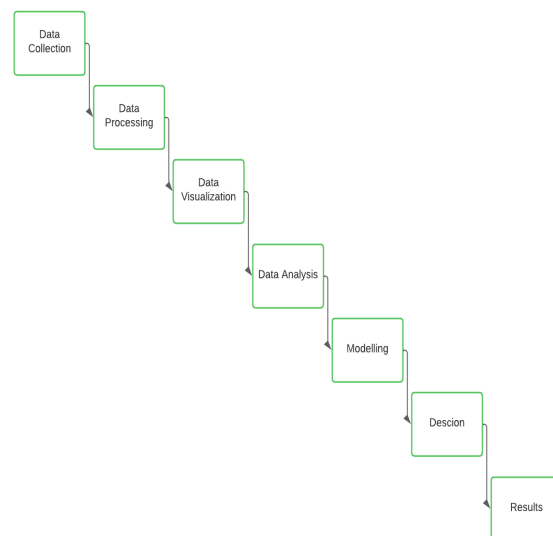 Data
Collection
Data
Processing
Data
Visualization
Data Analysis
Modelling
Descion
Results